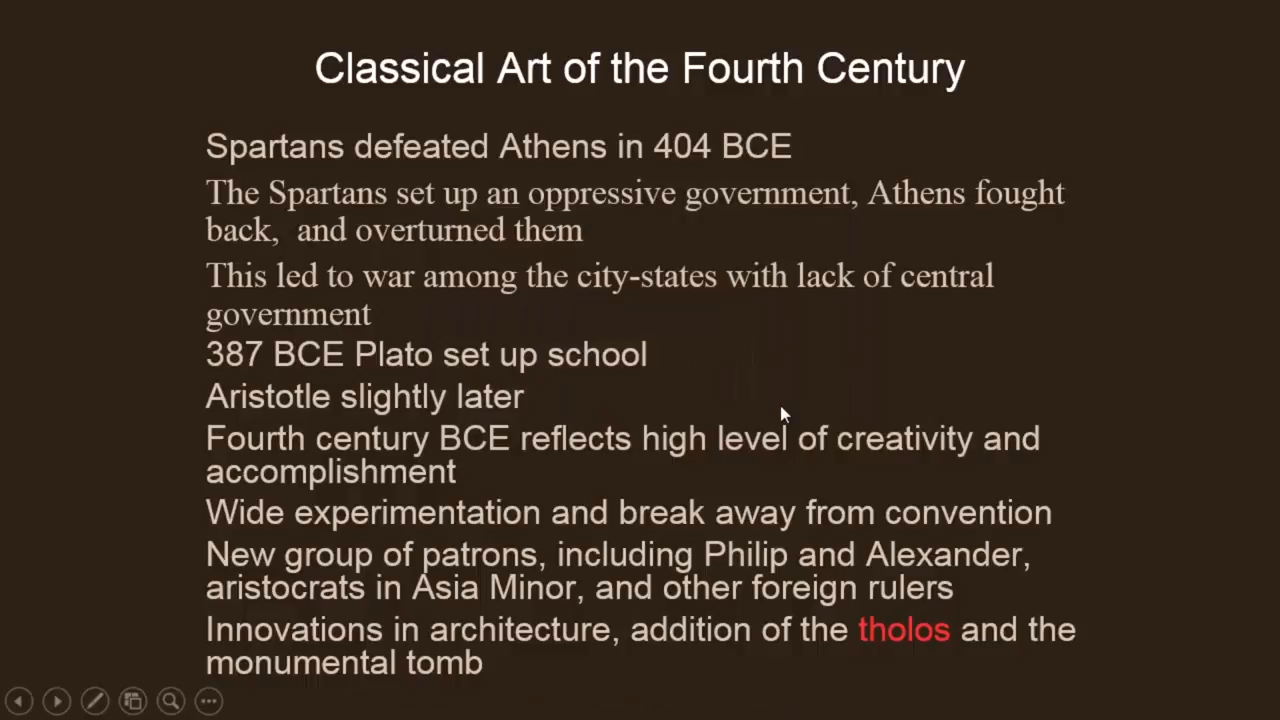 Classical Art of the Fourth Century
Spartans defeated Athens in 404 BCE
The Spartans set up an oppressive government, Athens fought
back,  and overturned them
This led to war among the city-states with lack of central
government
387 BCE Plato set up school
Aristotle slightly later
Fourth century BCE reflects high level of creativity and
accomplishment
Wide experimentation and break away from convention
New group of patrons, including Philip and Alexander,
aristocrats in Asia Minor, and other foreign rulers
Innovations in architecture, addition of the tholos and the
monumental tomb